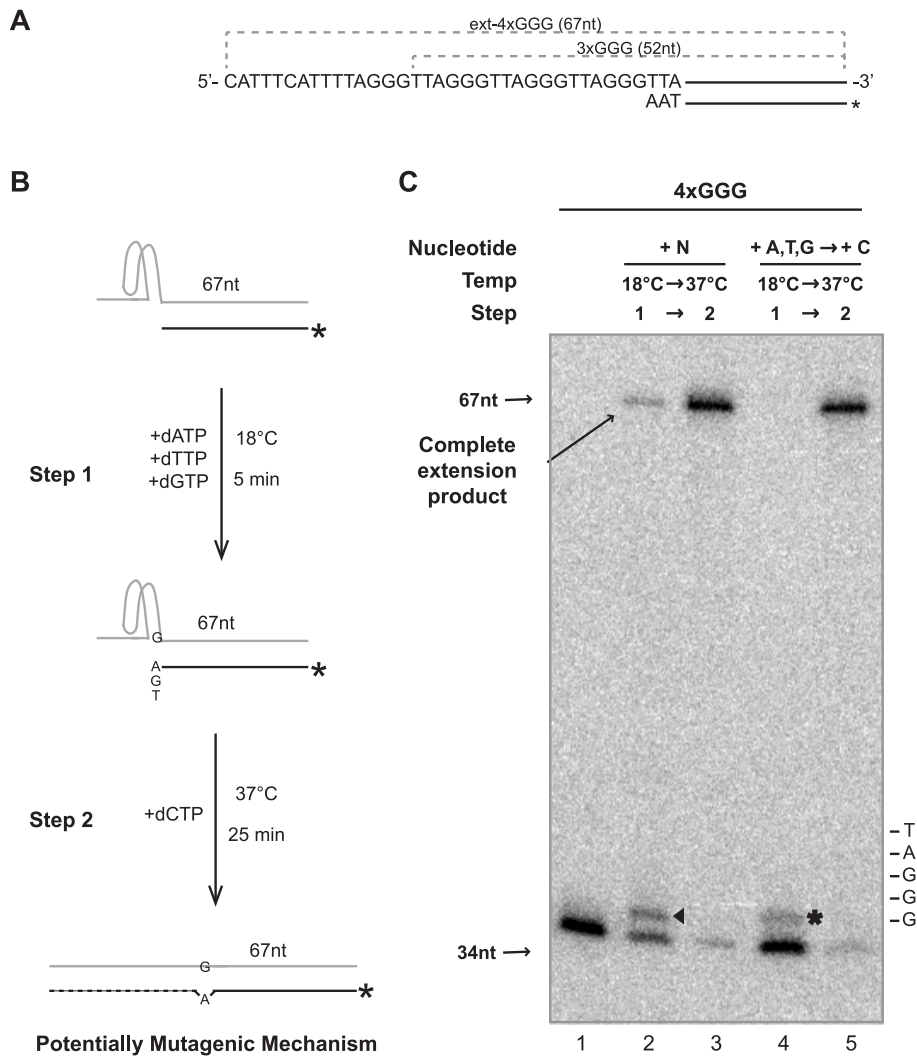 A
ext-4xGGG (67nt)
3xGGG (52nt)
5'- CATTTCATTTTAGGGTTAGGGTTAGGGTTAGGGTTA -3'
AAT *
B
67nt
*
Step 1
+dATP
+dTTP
+dGTP
18°C
5 min
67nt
G
A *
G
T
Step 2
+dCTP
37°C
25 min
67nt
G
A *
Potentially Mutagenic Mechanism
C
4xGGG
Nucleotide + N + A,T,G → + C
Temp 18°C→37°C 18°C→37°C
Step 1 → 2 1 → 2
67nt →
Complete
extension
product
*
34nt →
– T
– A
– G
– G
– G
1 2 3 4 5